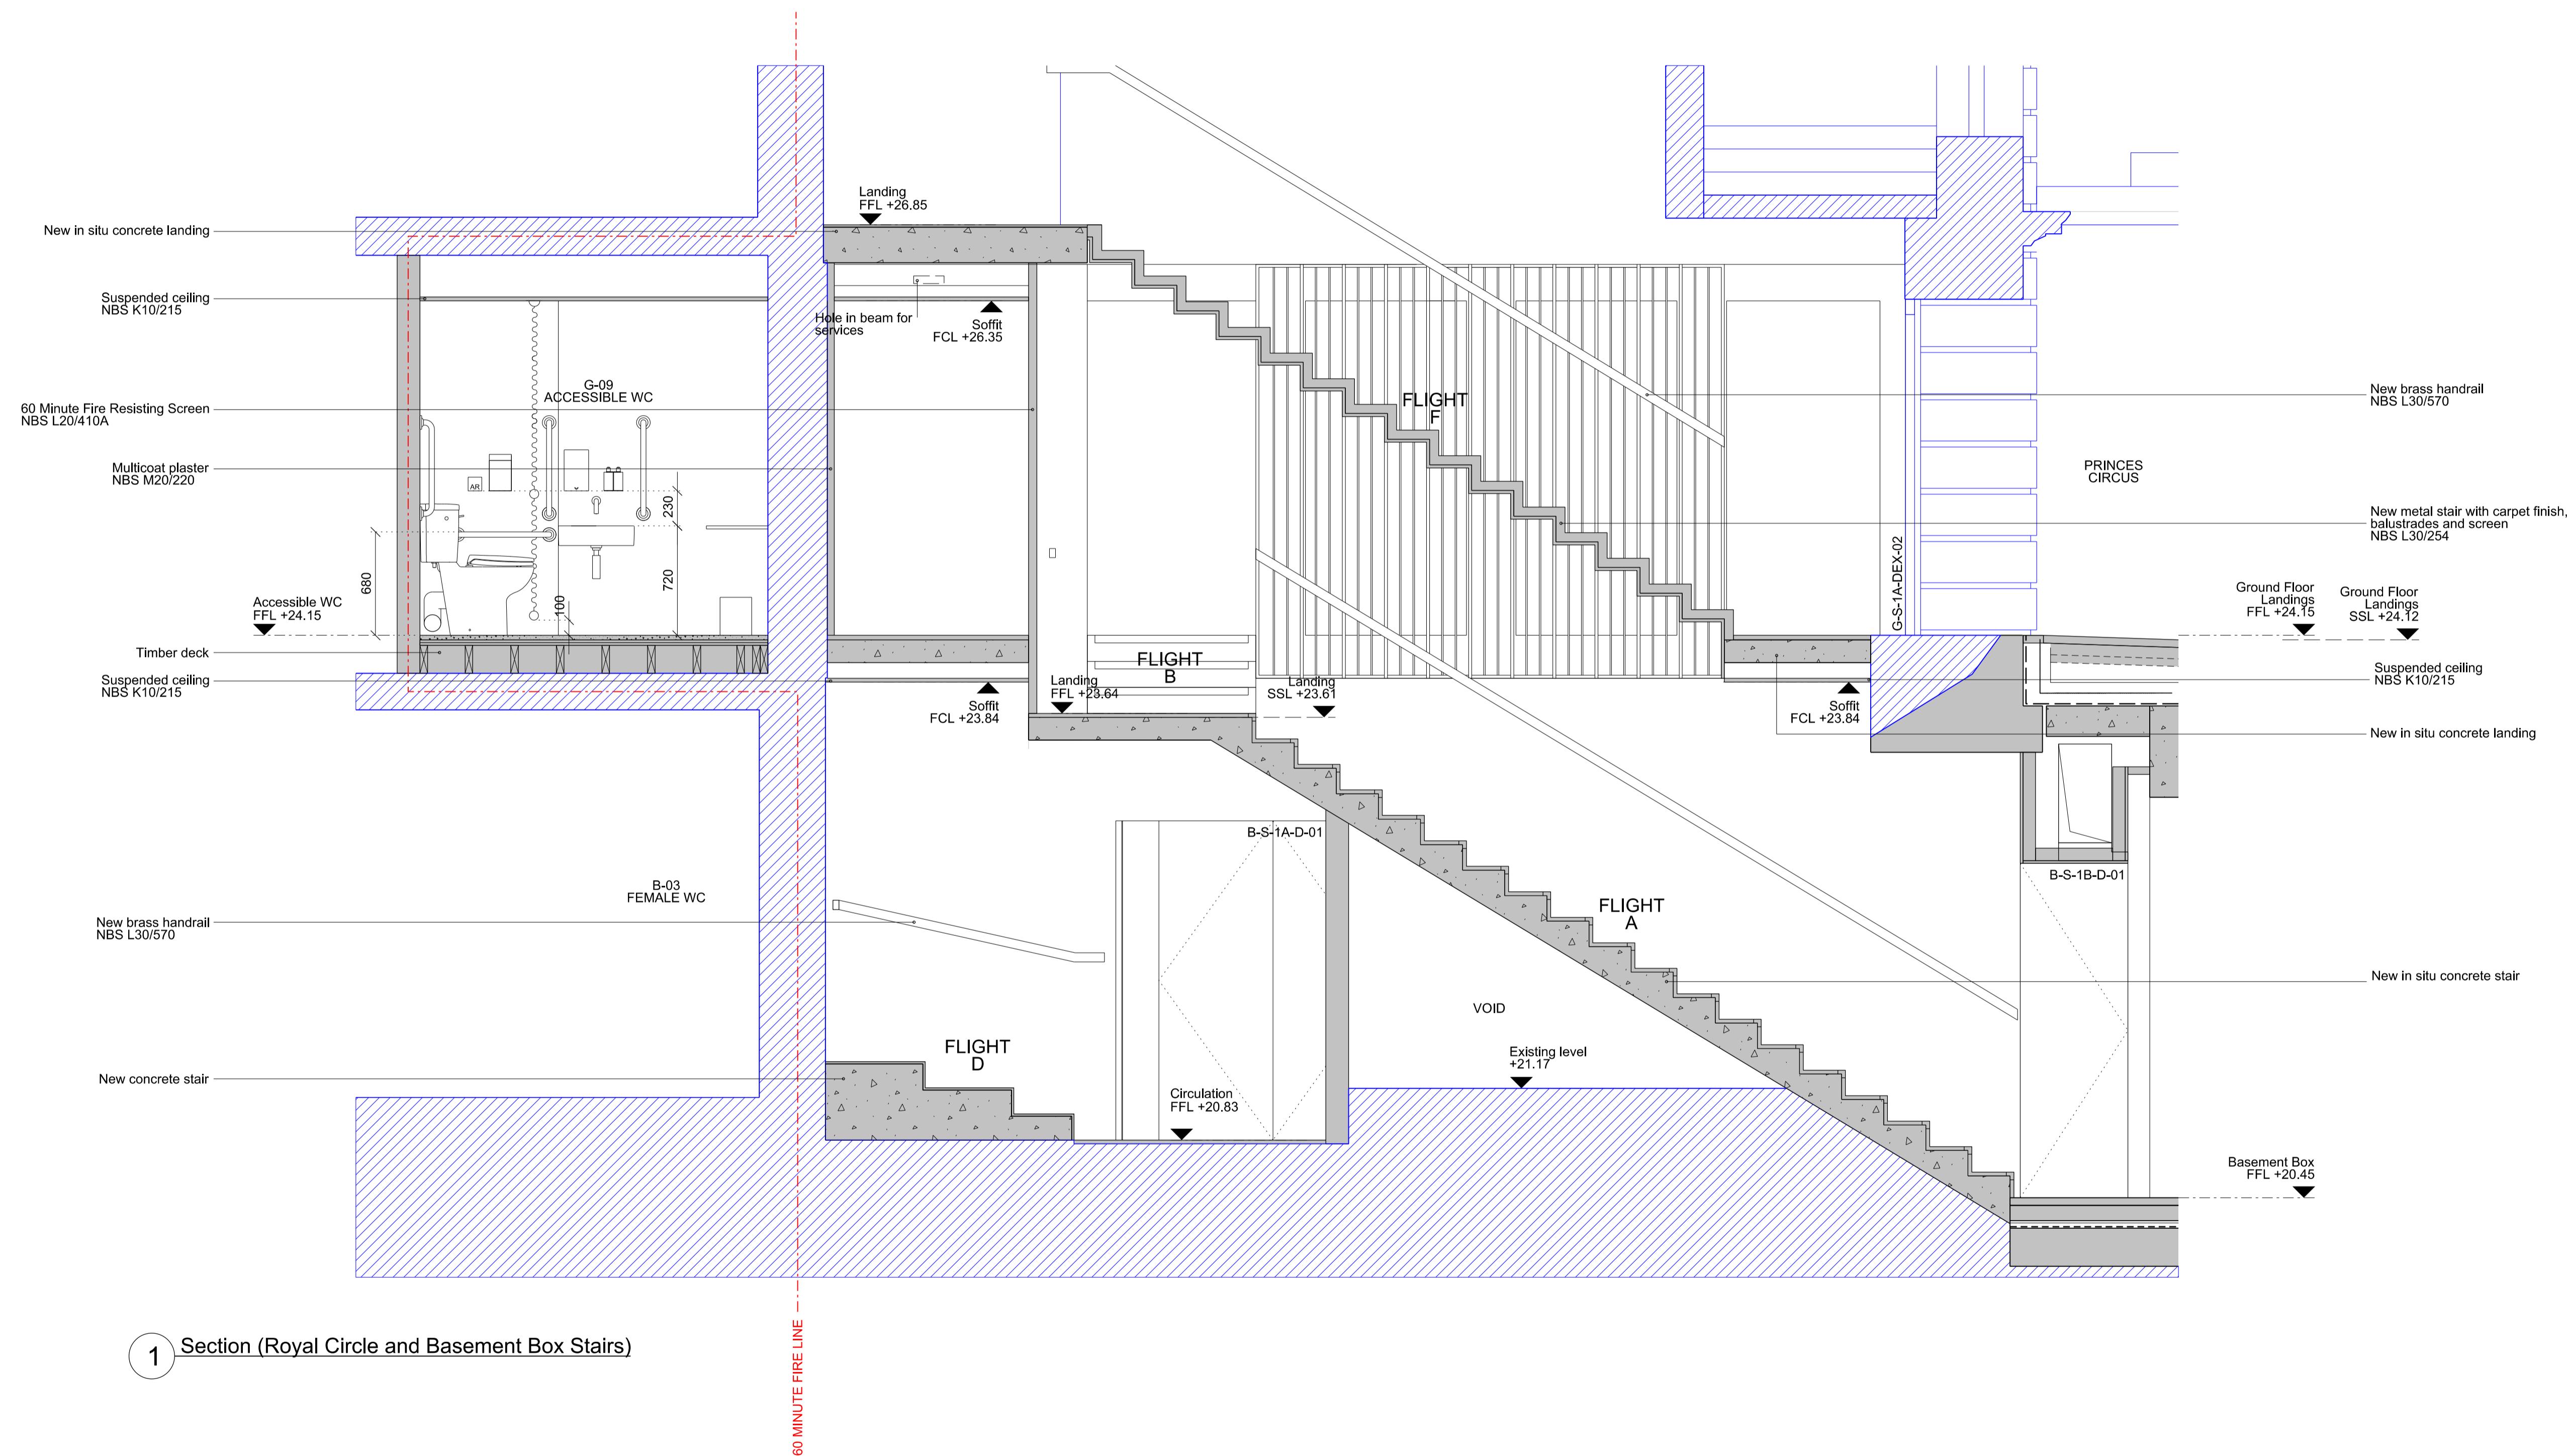 Landing
FFL +26.85
New in situ concrete landing
Suspended ceiling
NBS K10/215
Hole in beam for
services
Soffit
FCL +26.35
G-09
ACCESSIBLE WC
60 Minute Fire Resisting Screen
NBS L20/410A
FLIGHT
F
New brass handrail
NBS L30/570
Multicoat plaster
NBS M20/220
AR
230
PRINCES
CIRCUS
New metal stair with carpet finish,
balustrades and screen
NBS L30/254
680
100
720
G-S-1A-DEX-02
Accessible WC
FFL +24.15
Ground Floor
Landings
FFL +24.15
Ground Floor
Landings
SSL +24.12
Timber deck
Suspended ceiling
NBS K10/215
FLIGHT
B
Landing
FFL +23.64
Landing
SSL +23.61
Soffit
FCL +23.84
Soffit
FCL +23.84
Suspended ceiling
NBS K10/215
New in situ concrete landing
B-S-1A-D-01
B-S-1B-D-01
B-03
FEMALE WC
New brass handrail
NBS L30/570
FLIGHT
A
New in situ concrete stair
VOID
FLIGHT
D
Existing level
+21.17
New concrete stair
Circulation
FFL +20.83
Basement Box
FFL +20.45
1
Section (Royal Circle and Basement Box Stairs)
60 MINUTE FIRE LINE